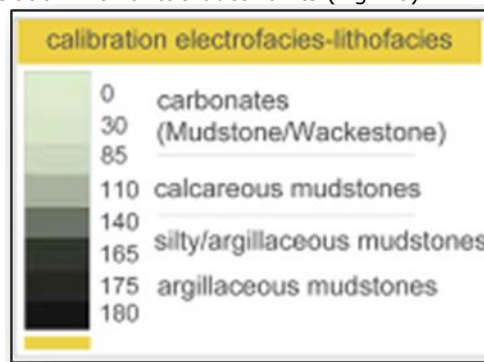 calibration electrofacies-lithofacies
0
carbonates
30
(Mudstone/Wackestone)
85
110
calcareous mudstones
140
silty/argillaceous mudstones
165
175
argillaceous mudstones
180